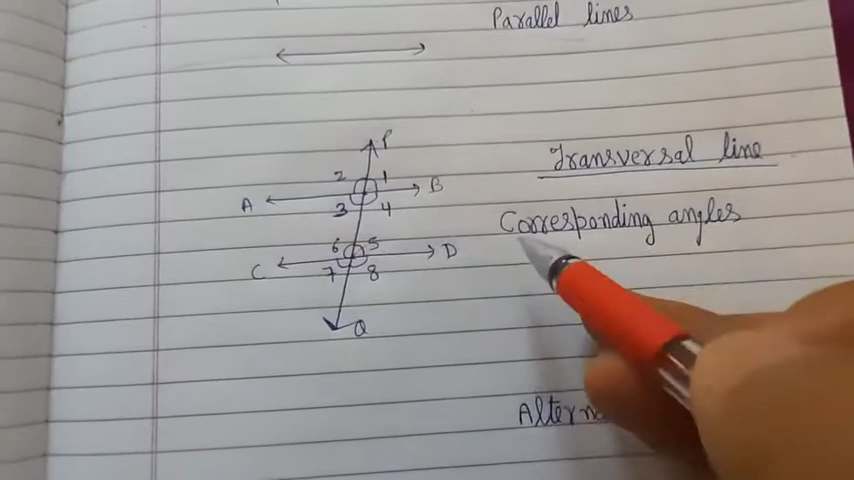 Parallel lines
P
2 1
A B
3 4
6 5
C D
7 8
Q
Transversal line
Corresponding angles